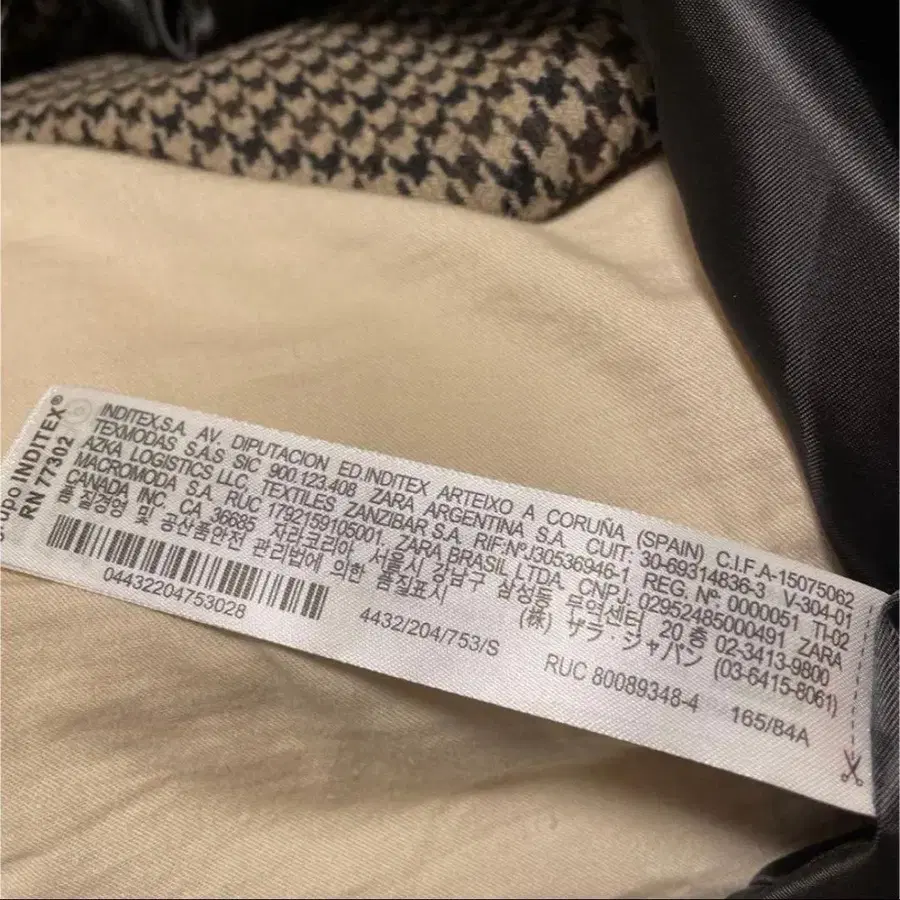 grupo INDITEX®
RN 77302
INDITEX,S.A. AV. DIPUTACION ED.INDITEX ARTEIXO A CORUÑA (SPAIN) C.I.F.A-15075062
TEXMODAS S.A.S SIC 900.123.408 ZARA ARGENTINA S.A. CUIT: 30-69314836-3 V-304-01
AZKA LOGISTICS LLC, TEXTILES ZANZIBAR S.A. RIF:NºJ30536946-1 REG. Nº: 0000051 TI-02
MACROMODA S.A. RUC 1792159105001, ZARA BRASIL LTDA. CNPJ: 02952485000491 ZARA
CANADA INC. CA 36685 자라코리아 서울시 강남구 삼성동 무역센터 20 층 02-3413-9800
품질경영 및 공산품안전 관리법에 의한 품질표시 (株) ザラ・ジャパン (03-6415-8061)
04432204753028
4432/204/753/S
RUC 80089348-4
165/84A